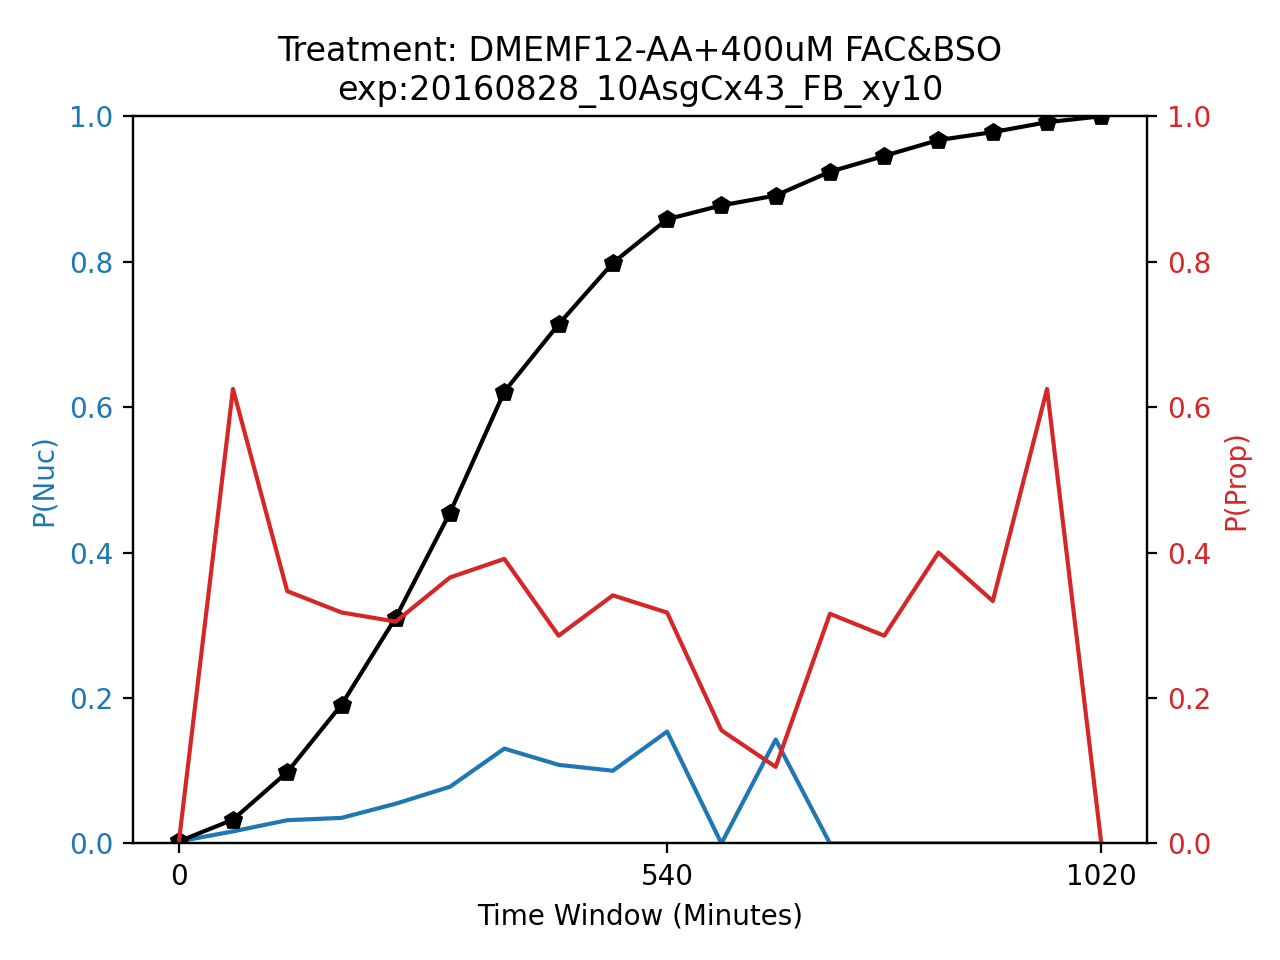 Treatment: DMEMF12-AA+400uM FAC&BSO
exp:20160828_10AsgCx43_FB_xy10
1.0
0.8
0.6
0.4
0.2
0.0
P(Nuc)
1.0
0.8
0.6
0.4
0.2
0.0
P(Prop)
0 540 1020
Time Window (Minutes)